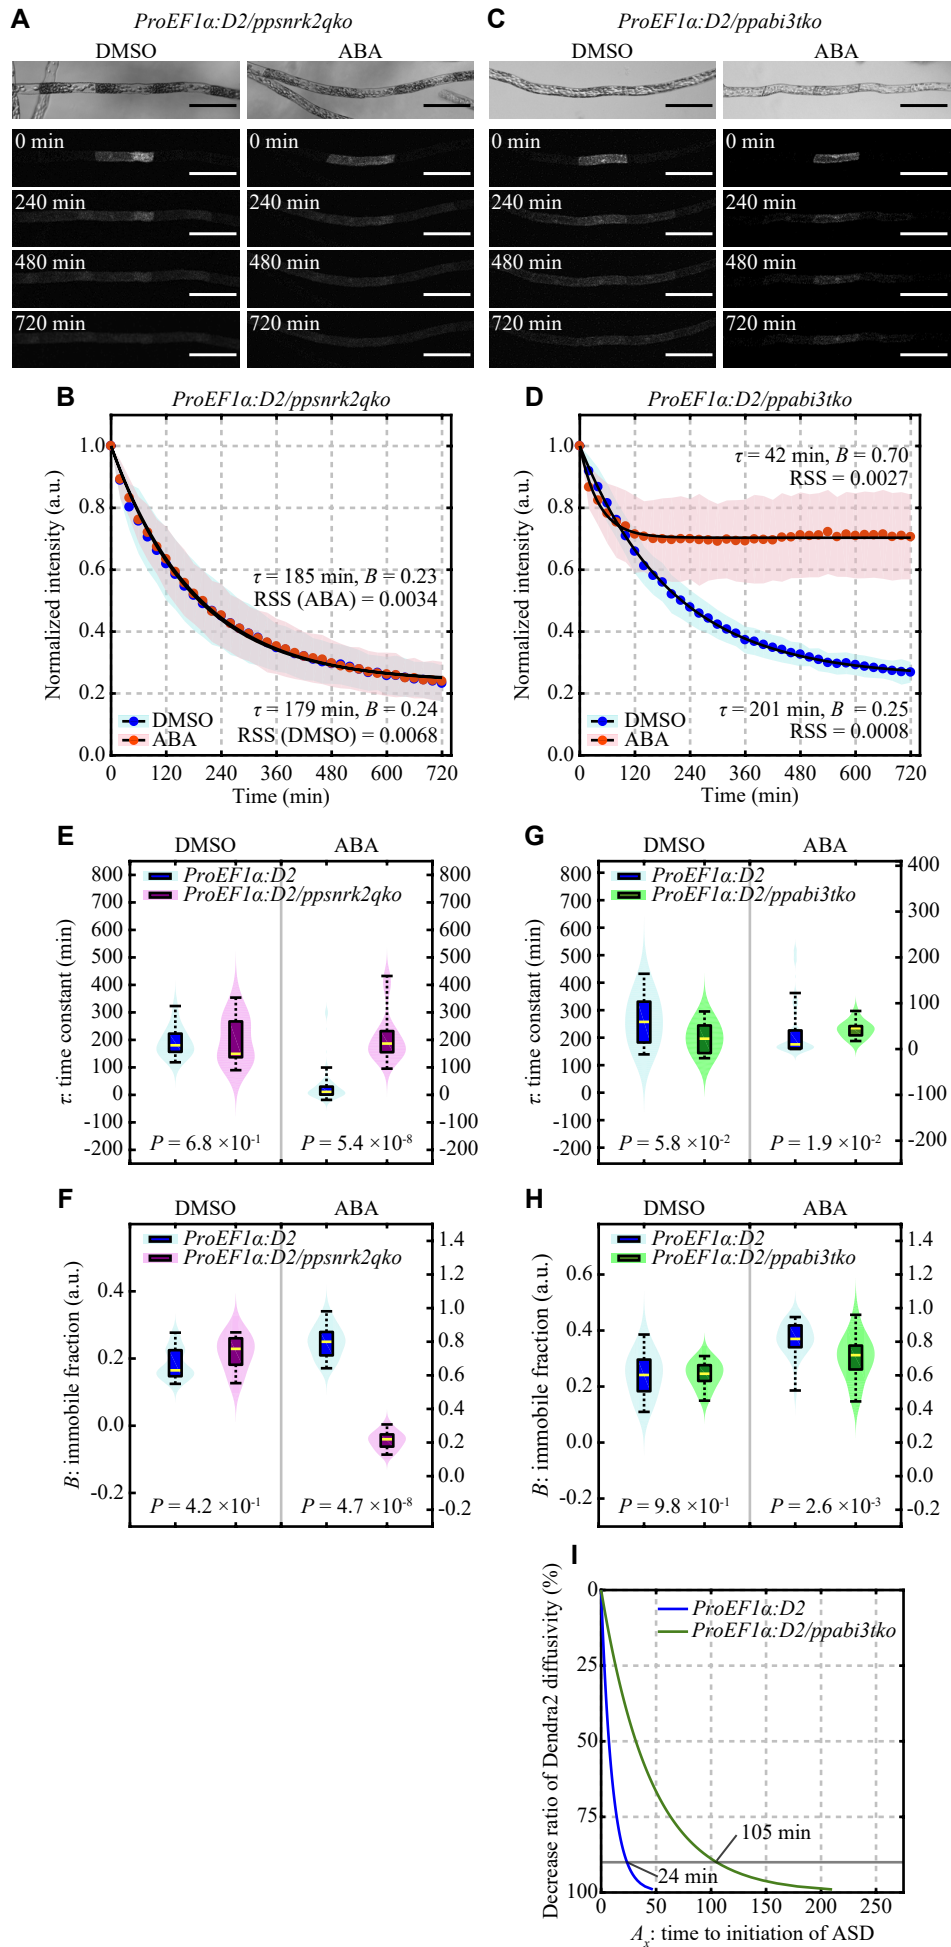 A ProEF1α:D2/ppsnrk2qko
DMSO ABA
0 min 0 min
240 min 240 min
480 min 480 min
720 min 720 min
C ProEF1α:D2/ppabi3tko
DMSO ABA
0 min 0 min
240 min 240 min
480 min 480 min
720 min 720 min
B ProEF1α:D2/ppsnrk2qko
Normalized intensity (a.u.)
1.0
0.8
0.6
0.4
0.2
0.0
τ = 185 min, B = 0.23
RSS (ABA) = 0.0034
τ = 179 min, B = 0.24
RSS (DMSO) = 0.0068
DMSO
ABA
0 120 240 360 480 600 720
Time (min)
D ProEF1α:D2/ppabi3tko
Normalized intensity (a.u.)
1.0
0.8
0.6
0.4
0.2
0.0
τ = 42 min, B = 0.70
RSS = 0.0027
τ = 201 min, B = 0.25
RSS = 0.0008
DMSO
ABA
0 120 240 360 480 600 720
Time (min)
E DMSO ABA
τ: time constant (min)
800 800
700 700
600 600
500 500
400 400
300 300
200 200
100 100
0 0
-100 -100
-200 -200
ProEF1α:D2
ProEF1α:D2/ppsnrk2qko
P = 6.8 ×10⁻¹ P = 5.4 ×10⁻⁸
G DMSO ABA
τ: time constant (min)
800
700
600
500
400
300
200
100
0
-100
-200
400
300
200
100
0
-100
-200
ProEF1α:D2
ProEF1α:D2/ppabi3tko
P = 5.8 ×10⁻² P = 1.9 ×10⁻²
F DMSO ABA
B: immobile fraction (a.u.)
0.4
0.2
0.0
-0.2
1.4
1.2
1.0
0.8
0.6
0.4
0.2
0.0
-0.2
ProEF1α:D2
ProEF1α:D2/ppsnrk2qko
P = 4.2 ×10⁻¹ P = 4.7 ×10⁻⁸
H DMSO ABA
B: immobile fraction (a.u.)
0.6
0.4
0.2
0.0
-0.2
1.4
1.2
1.0
0.8
0.6
0.4
0.2
0.0
-0.2
ProEF1α:D2
ProEF1α:D2/ppabi3tko
P = 9.8 ×10⁻¹ P = 2.6 ×10⁻³
I
Decrease ratio of Dendra2 diffusivity (%)
0
25
50
75
100
ProEF1α:D2
ProEF1α:D2/ppabi3tko
105 min
24 min
0 50 100 150 200 250
Aₓ: time to initiation of ASD